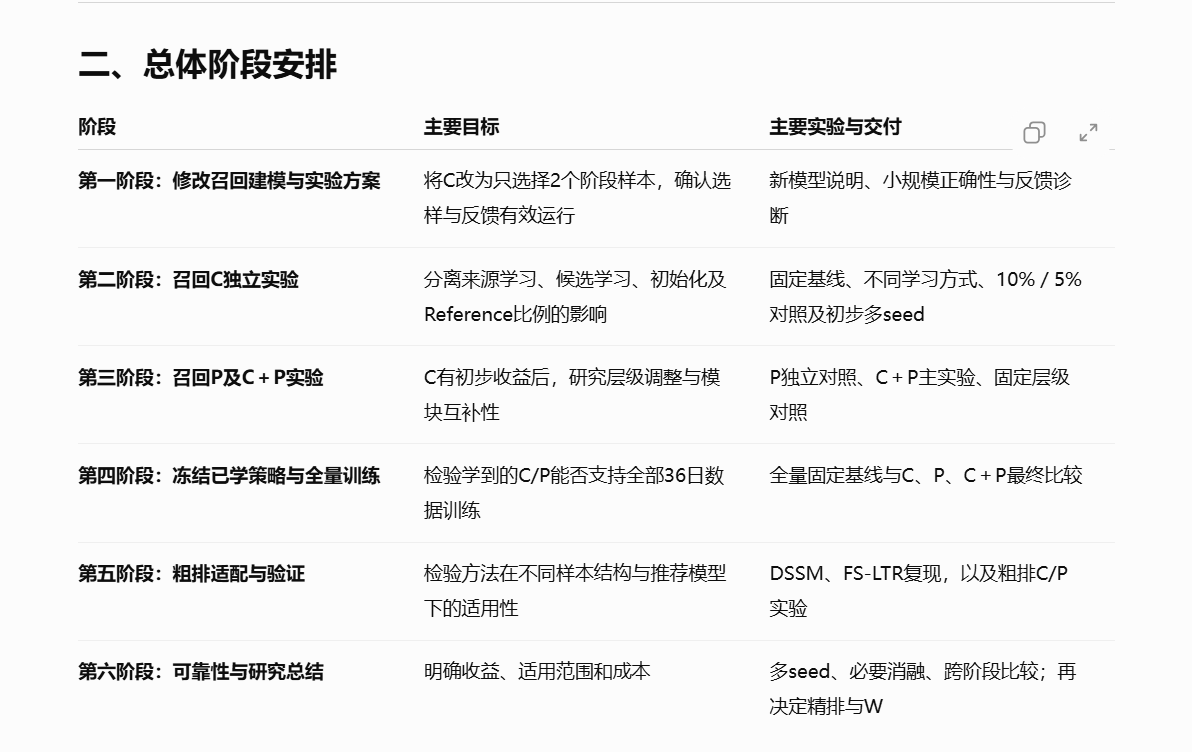 二、总体阶段安排
阶段
主要目标
主要实验与交付
第一阶段：修改召回建模与实验方案
将C改为只选择2个阶段样本，确认选
样与反馈有效运行
新模型说明、小规模正确性与反馈诊
断
第二阶段：召回C独立实验
分离来源学习、候选学习、初始化及
Reference比例的影响
固定基线、不同学习方式、10% / 5%
对照及初步多seed
第三阶段：召回P及C + P实验
C有初步收益后，研究层级调整与模
块互补性
P独立对照、C + P主实验、固定层级
对照
第四阶段：冻结已学策略与全量训练
检验学到的C/P能否支持全部36日数
据训练
全量固定基线与C、P、C + P最终比较
第五阶段：粗排适配与验证
检验方法在不同样本结构与推荐模型
下的适用性
DSSM、FS-LTR复现，以及粗排C/P
实验
第六阶段：可靠性与研究总结
明确收益、适用范围和成本
多seed、必要消融、跨阶段比较；再
决定精排与W